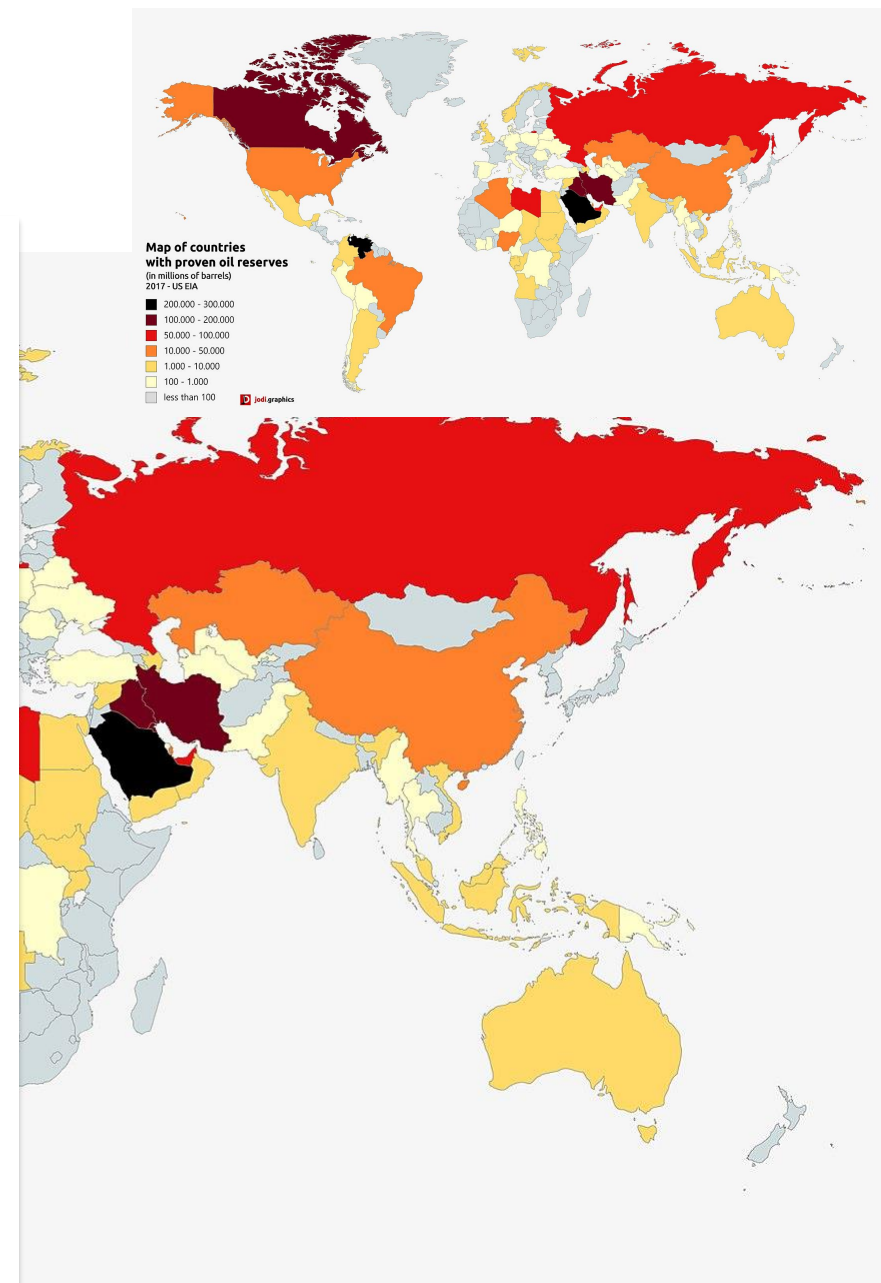 Map of countries
with proven oil reserves
(in millions of barrels)
2017 - US EIA
200.000 - 300.000
100.000 - 200.000
50.000 - 100.000
10.000 - 50.000
1.000 - 10.000
100 - 1.000
less than 100
jodi.graphics